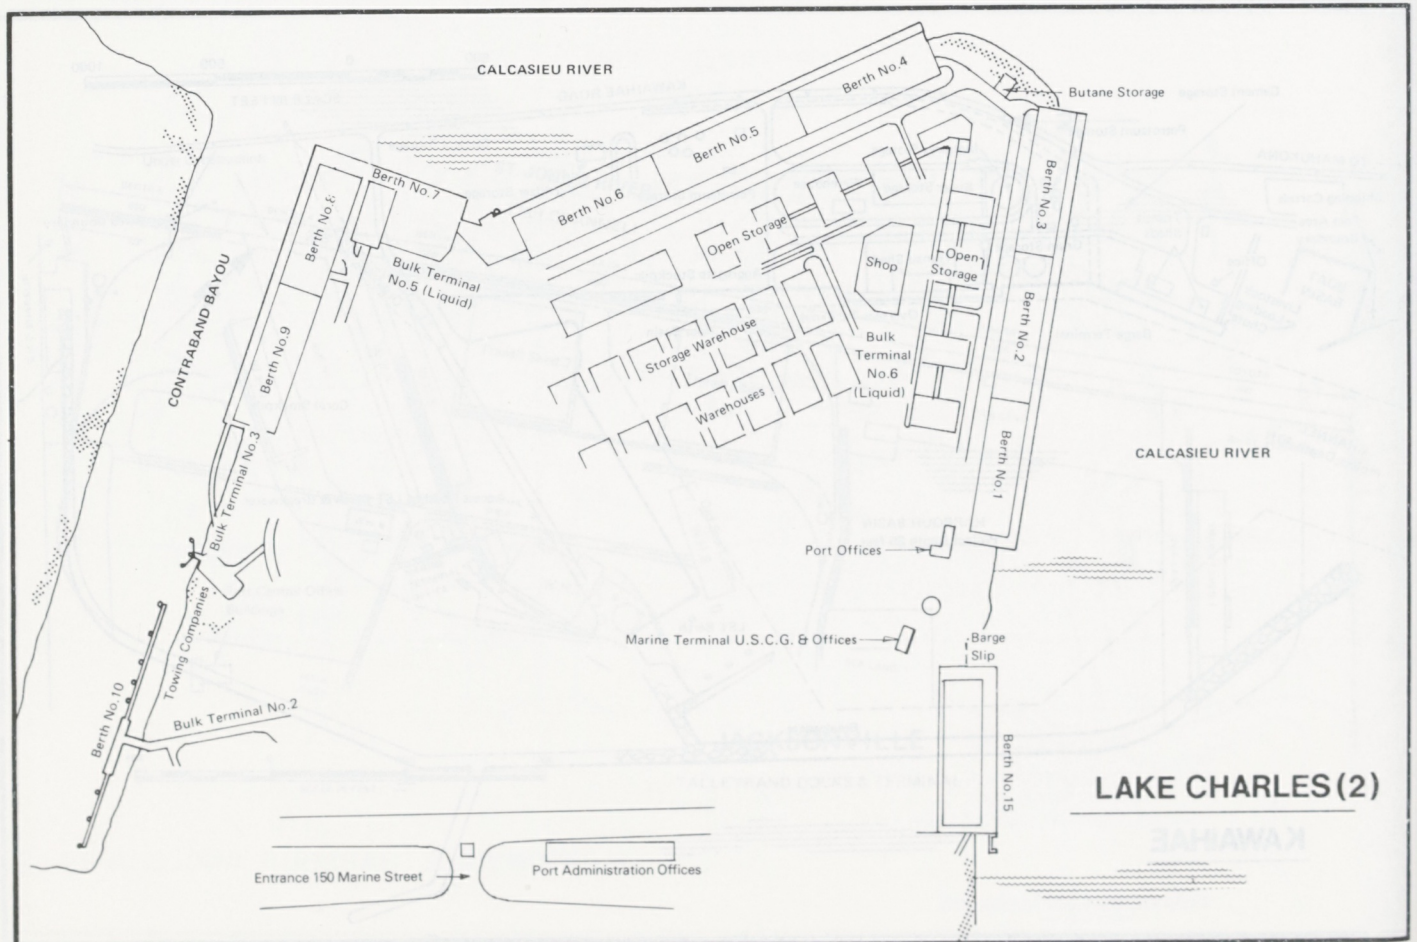 CALCASIEU RIVER
Berth No.4
Butane Storage
Berth No.5
Berth No.7
Berth No.6
Berth No.8
Berth No.3
Open Storage
Bulk Terminal
No.5 (Liquid)
Shop
Open
Storage
CONTRABAND BAYOU
Berth No.9
Storage Warehouse
Bulk
Terminal
No.6
(Liquid)
Berth No.2
Warehouses
Bulk Terminal No.3
Berth No.1
CALCASIEU RIVER
Port Offices
Towing Companies
Marine Terminal U.S.C.G. & Offices
Barge
Slip
Berth No.10
Bulk Terminal No.2
Berth No.15
LAKE CHARLES (2)
Entrance 150 Marine Street
Port Administration Offices
KAWAIHAE
JACKSONVILLE